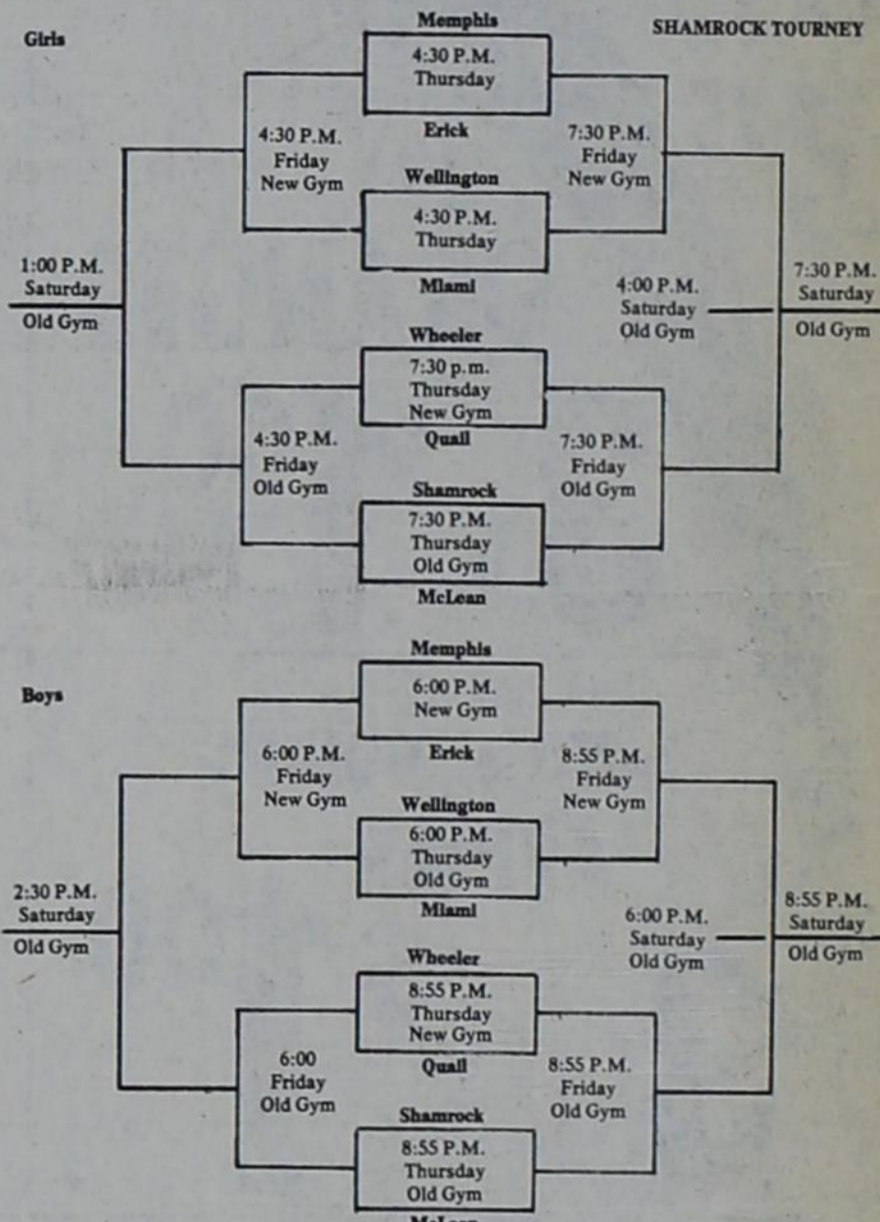 SHAMROCK TOURNEY
Girls
Memphis
4:30 P.M.
Thursday
Erick
4:30 P.M.
Friday
New Gym
7:30 P.M.
Friday
New Gym
Wellington
4:30 P.M.
Thursday
Miami
1:00 P.M.
Saturday
Old Gym
4:00 P.M.
Saturday
Old Gym
7:30 P.M.
Saturday
Old Gym
Wheeler
7:30 p.m.
Thursday
New Gym
Quail
4:30 P.M.
Friday
Old Gym
7:30 P.M.
Friday
Old Gym
Shamrock
7:30 P.M.
Thursday
Old Gym
McLean
Boys
Memphis
6:00 P.M.
New Gym
Erick
6:00 P.M.
Friday
New Gym
8:55 P.M.
Friday
New Gym
Wellington
6:00 P.M.
Thursday
Old Gym
Miami
2:30 P.M.
Saturday
Old Gym
6:00 P.M.
Saturday
Old Gym
8:55 P.M.
Saturday
Old Gym
Wheeler
8:55 P.M.
Thursday
New Gym
Quail
6:00
Friday
Old Gym
8:55 P.M.
Friday
Old Gym
Shamrock
8:55 P.M.
Thursday
Old Gym
McLean